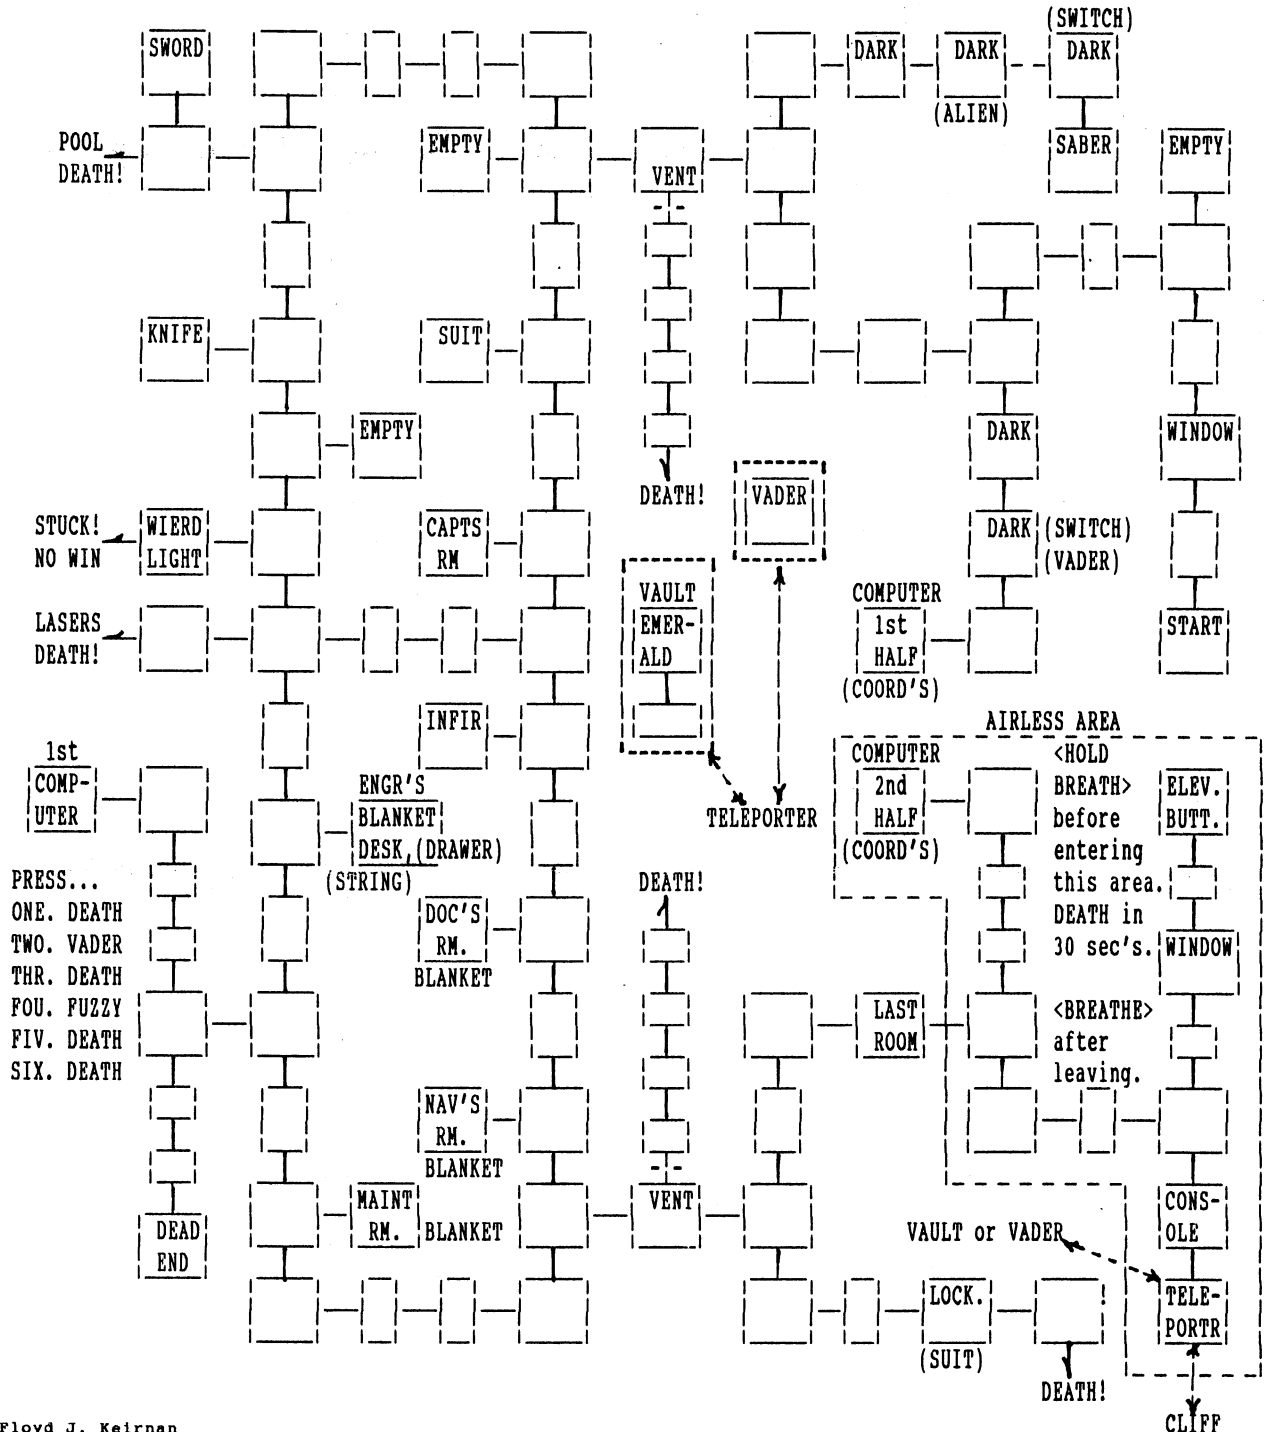 (SWITCH)
SWORD
DARK
DARK
DARK
(ALIEN)
POOL
DEATH!
EMPTY
VENT
SABER
EMPTY
KNIFE
SUIT
EMPTY
DARK
WINDOW
DEATH!
VADER
STUCK!
NO WIN
WIERD
LIGHT
CAPTS
RM
DARK
(SWITCH)
(VADER)
VAULT
EMER-
ALD
COMPUTER
1st
HALF
(COORD'S)
START
LASERS
DEATH!
INFIR
AIRLESS AREA
1st
COMP-
UTER
ENGR'S
BLANKET
DESK,(DRAWER)
(STRING)
TELEPORTER
COMPUTER
2nd
HALF
(COORD'S)
<HOLD
BREATH>
before
entering
this area.
DEATH in
30 sec's.
ELEV.
BUTT.
PRESS...
ONE. DEATH
TWO. VADER
THR. DEATH
FOU. FUZZY
FIV. DEATH
SIX. DEATH
DEATH!
DOC'S
RM.
BLANKET
WINDOW
LAST
ROOM
<BREATHE>
after
leaving.
NAV'S
RM.
BLANKET
MAINT
RM.
BLANKET
VENT
DEAD
END
VAULT or VADER
CONS-
OLE
LOCK.
(SUIT)
TELE-
PORTR
DEATH!
CLIFF
Floyd J. Keirnan